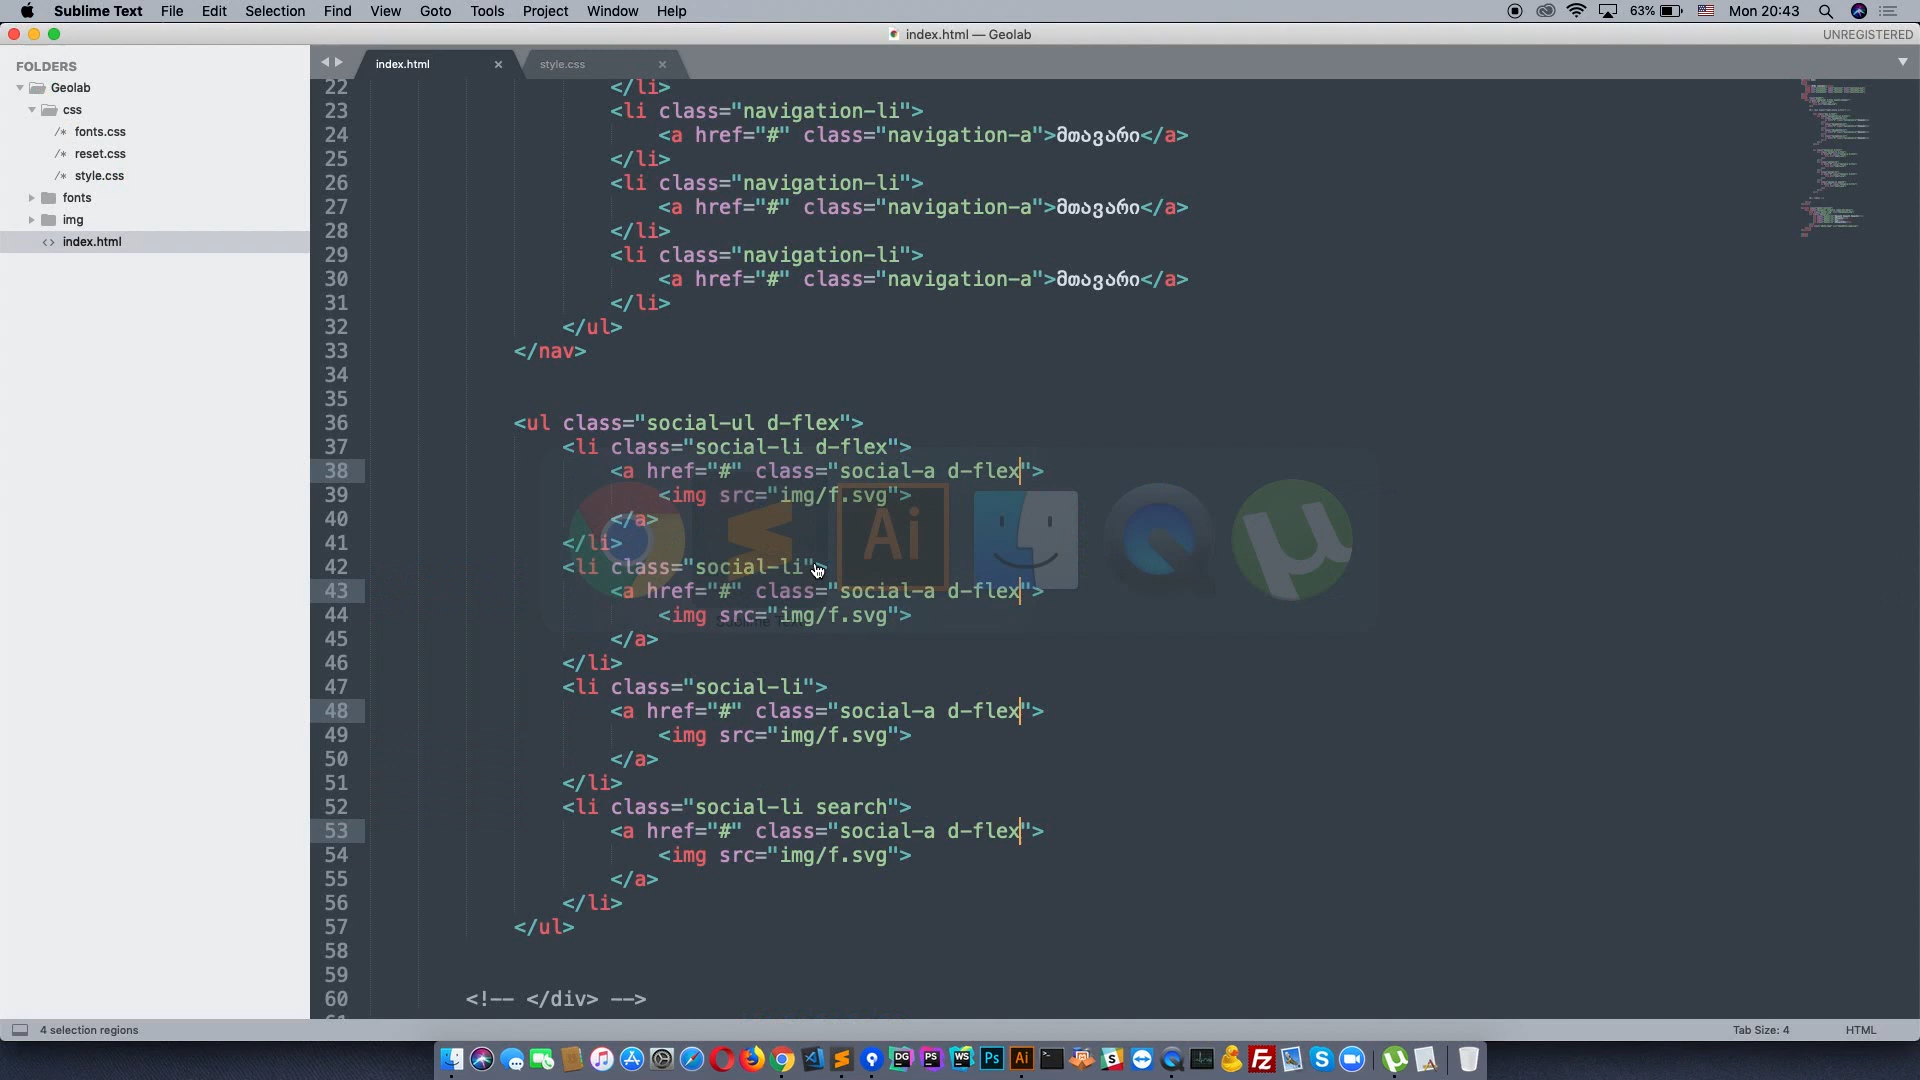 Sublime Text File Edit Selection Find View Goto Tools Project Window Help 63% Mon 20:43
index.html — Geolab UNREGISTERED
FOLDERS
Geolab
css
/* fonts.css
/* reset.css
/* style.css
fonts
img
<> index.html
index.html × style.css ×
22 </li>
23 <li class="navigation-li">
24 <a href="#" class="navigation-a">მთავარი</a>
25 </li>
26 <li class="navigation-li">
27 <a href="#" class="navigation-a">მთავარი</a>
28 </li>
29 <li class="navigation-li">
30 <a href="#" class="navigation-a">მთავარი</a>
31 </li>
32 </ul>
33 </nav>
34
35
36 <ul class="social-ul d-flex">
37 <li class="social-li d-flex">
38 <a href="#" class="social-a d-flex">
39 <img src="img/f.svg">
40 </a>
41 </li>
42 <li class="social-li">
43 <a href="#" class="social-a d-flex">
44 <img src="img/f.svg">
45 </a>
46 </li>
47 <li class="social-li">
48 <a href="#" class="social-a d-flex">
49 <img src="img/f.svg">
50 </a>
51 </li>
52 <li class="social-li search">
53 <a href="#" class="social-a d-flex">
54 <img src="img/f.svg">
55 </a>
56 </li>
57 </ul>
58
59
60 <!-- </div> -->
Ai
Sublime Text
4 selection regions Tab Size: 4 HTML
DG PS WS Ps Ai FZ